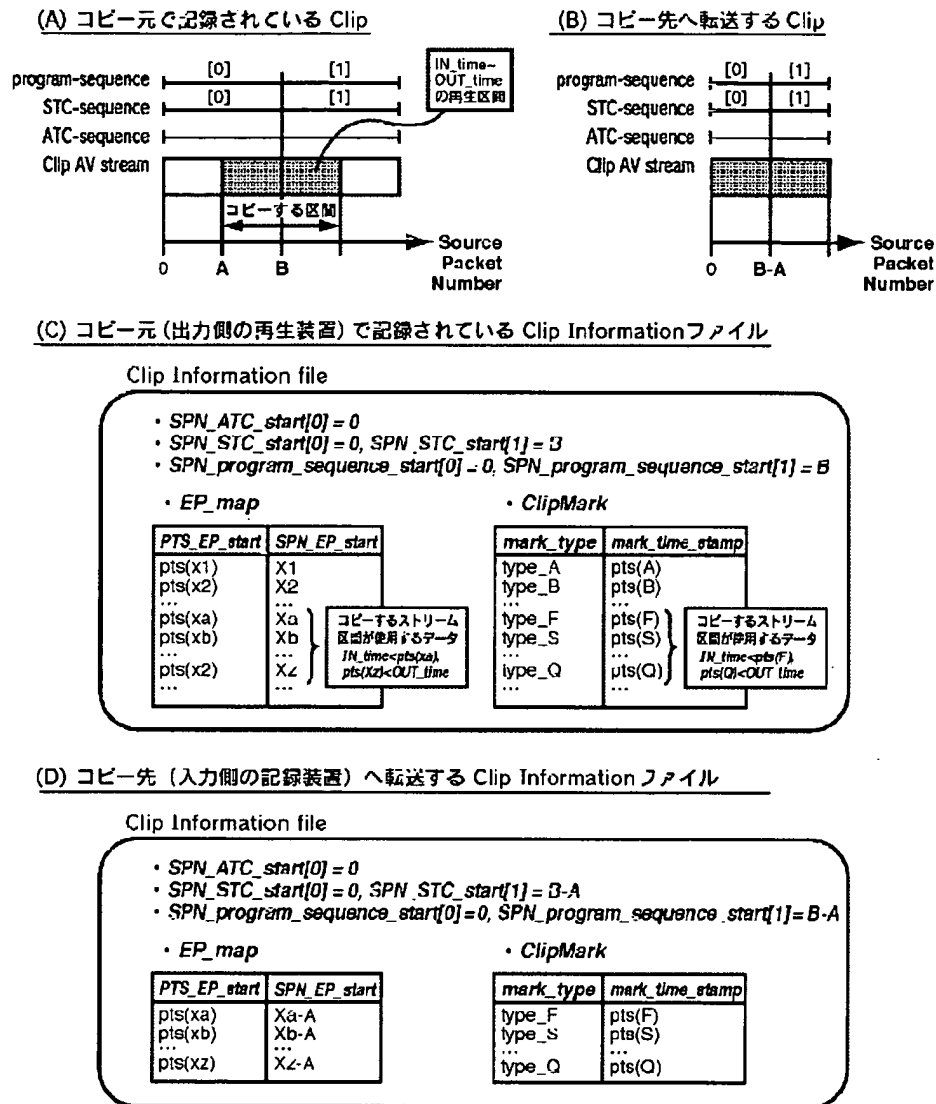 (A) コピー元で記録されている Clip
(B) コピー先へ転送する Clip
program-sequence [0] [1]
STC-sequence [0] [1]
ATC-sequence
Clip AV stream
IN_time~
OUT_time
の再生区間
コピーする区間
0 A B
Source
Packet
Number
program-sequence [0] [1]
STC-sequence [0] [1]
ATC-sequence
Clip AV stream
0 B-A
Source
Packet
Number
(C) コピー元 (出力側の再生装置) で記録されている Clip Informationファイル
Clip Information file
・SPN_ATC_start[0] = 0
・SPN_STC_start[0] = 0, SPN_STC_start[1] = B
・SPN_program_sequence_start[0] = 0, SPN_program_sequence_start[1] = B
・EP_map
PTS_EP_start SPN_EP_start
pts(x1) X1
pts(x2) X2
... ...
pts(xa) Xa
pts(xb) Xb
... ...
pts(x2) Xz
... ...
コピーするストリーム
区間が使用するデータ
IN_time<pts(xa),
pts(Xz)<OUT_time
・ClipMark
mark_type mark_time_stamp
type_A pts(A)
type_B pts(B)
... ...
type_F pts(F)
type_S pts(S)
... ...
type_Q pts(Q)
... ...
コピーするストリーム
区間が使用するデータ
IN_time<pts(F),
pts(Q)<OUT_time
(D) コピー先 (入力側の記録装置) へ転送する Clip Information ファイル
Clip Information file
・SPN_ATC_start[0] = 0
・SPN_STC_start[0] = 0, SPN_STC_start[1] = B-A
・SPN_program_sequence_start[0]=0, SPN_program_sequence_start[1]= B-A
・EP_map
PTS_EP_start SPN_EP_start
pts(xa) Xa-A
pts(xb) Xb-A
... ...
pts(xz) Xz-A
・ClipMark
mark_type mark_time_stamp
type_F pts(F)
type_S pts(S)
... ...
type_Q pts(Q)